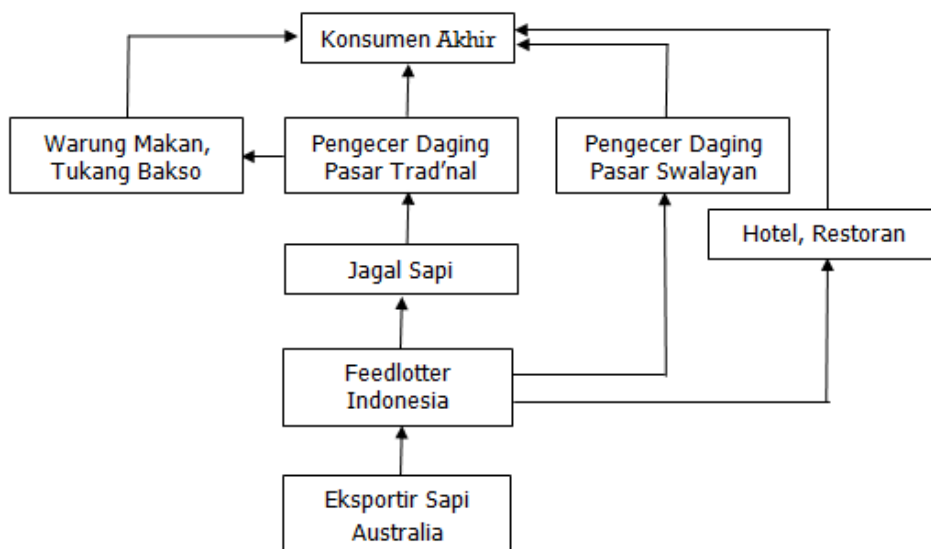 Konsumen Akhir
Warung Makan,
Tukang Bakso
Pengecer Daging
Pasar Trad'nal
Pengecer Daging
Pasar Swalayan
Hotel, Restoran
Jagal Sapi
Feedlotter
Indonesia
Eksportir Sapi
Australia